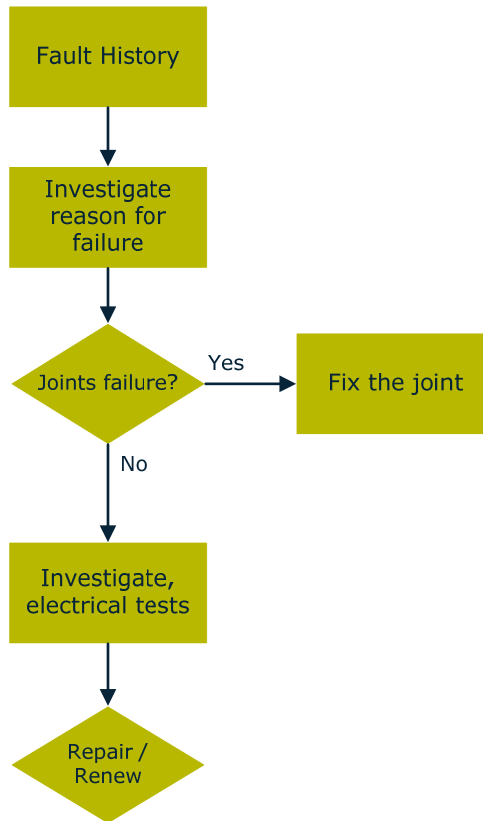 Fault History
Investigate
reason for
failure
Joints failure?
Yes
Fix the joint
No
Investigate,
electrical tests
Repair /
Renew